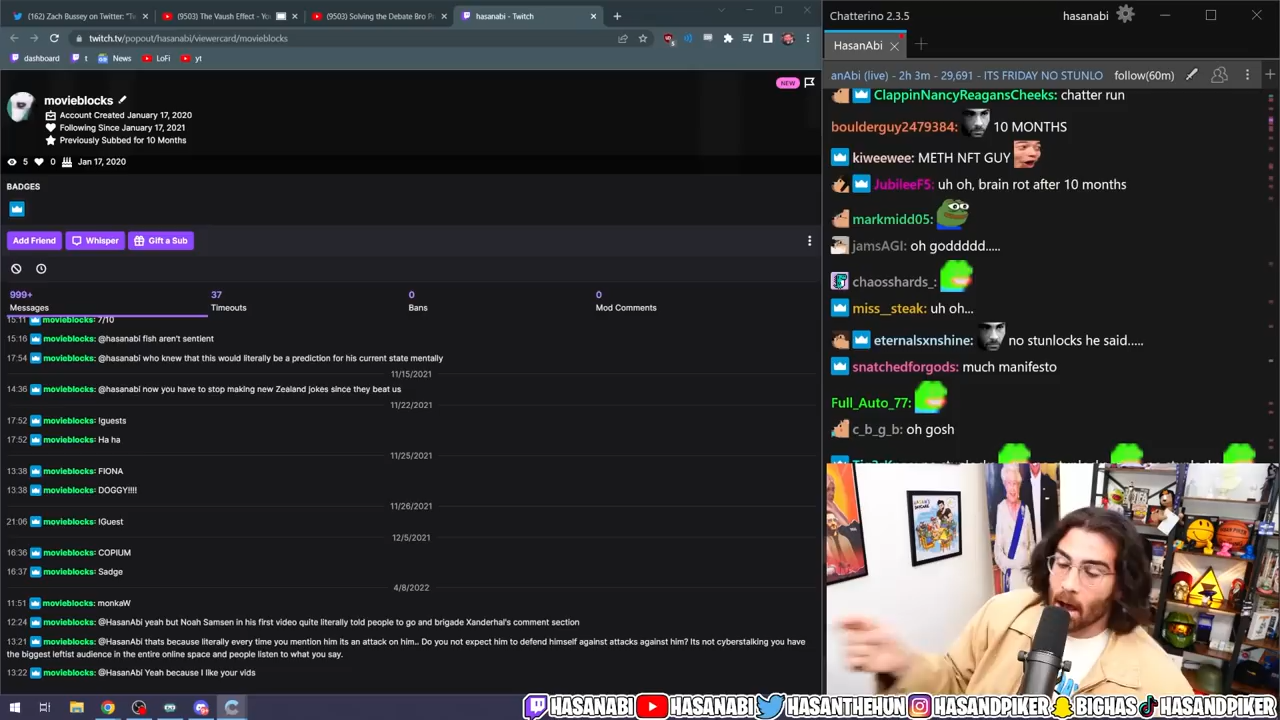 (162) Zach Bussey on Twitter: "Te
(9503) The Vaush Effect - Yo
(9503) Solving the Debate Bro P
hasanabi - Twitch
twitch.tv/popout/hasanabi/viewercard/movieblocks
dashboard
t
News
LoFi
yt
movieblocks
NEW
Account Created January 17, 2020
Following Since January 17, 2021
Previously Subbed for 10 Months
5
0
Jan 17, 2020
BADGES
Add Friend
Whisper
Gift a Sub
999+
37
0
0
Messages
Timeouts
Bans
Mod Comments
15:11 movieblocks: 7/10
15:16 movieblocks: @hasanabi fish aren't sentient
17:54 movieblocks: @hasanabi who knew that this would literally be a prediction for his current state mentally
11/15/2021
14:36 movieblocks: @hasanabi now you have to stop making new Zealand jokes since they beat us
11/22/2021
17:52 movieblocks: Iguests
17:52 movieblocks: Ha ha
11/25/2021
13:38 movieblocks: FIONA
13:38 movieblocks: DOGGY!!!!
11/26/2021
21:06 movieblocks: IGuest
12/5/2021
16:36 movieblocks: COPIUM
16:37 movieblocks: Sadge
4/8/2022
11:51 movieblocks: monkaW
12:24 movieblocks: @HasanAbi yeah but Noah Samsen in his first video quite literally told people to go and brigade Xanderhal's comment section
13:21 movieblocks: @HasanAbi thats because literally every time you mention him its an attack on him.. Do you not expect him to defend himself against attacks against him? Its not cyberstalking you have
the biggest leftist audience in the entire online space and people listen to what you say.
13:22 movieblocks: @HasanAbi Yeah because I like your vids
Chatterino 2.3.5
hasanabi
HasanAbi
anAbi (live) - 2h 3m - 29,691 - ITS FRIDAY NO STUNLO
follow(60m)
ClappinNancyReagansCheeks: chatter run
boulderguy2479384: 10 MONTHS
kiweewee: METH NFT GUY
JubileeF5: uh oh, brain rot after 10 months
markmidd05:
jamsAGI: oh goddddd.....
chaosshards_:
miss__steak: uh oh...
eternalsxnshine: no stunlocks he said.....
snatchedforgods: much manifesto
Full_Auto_77:
c_b_g_b: oh gosh
HASANABI
HASANABI
HASANTHEHUN
HASANDPIKER
BIGHAS
HASANDPIKER